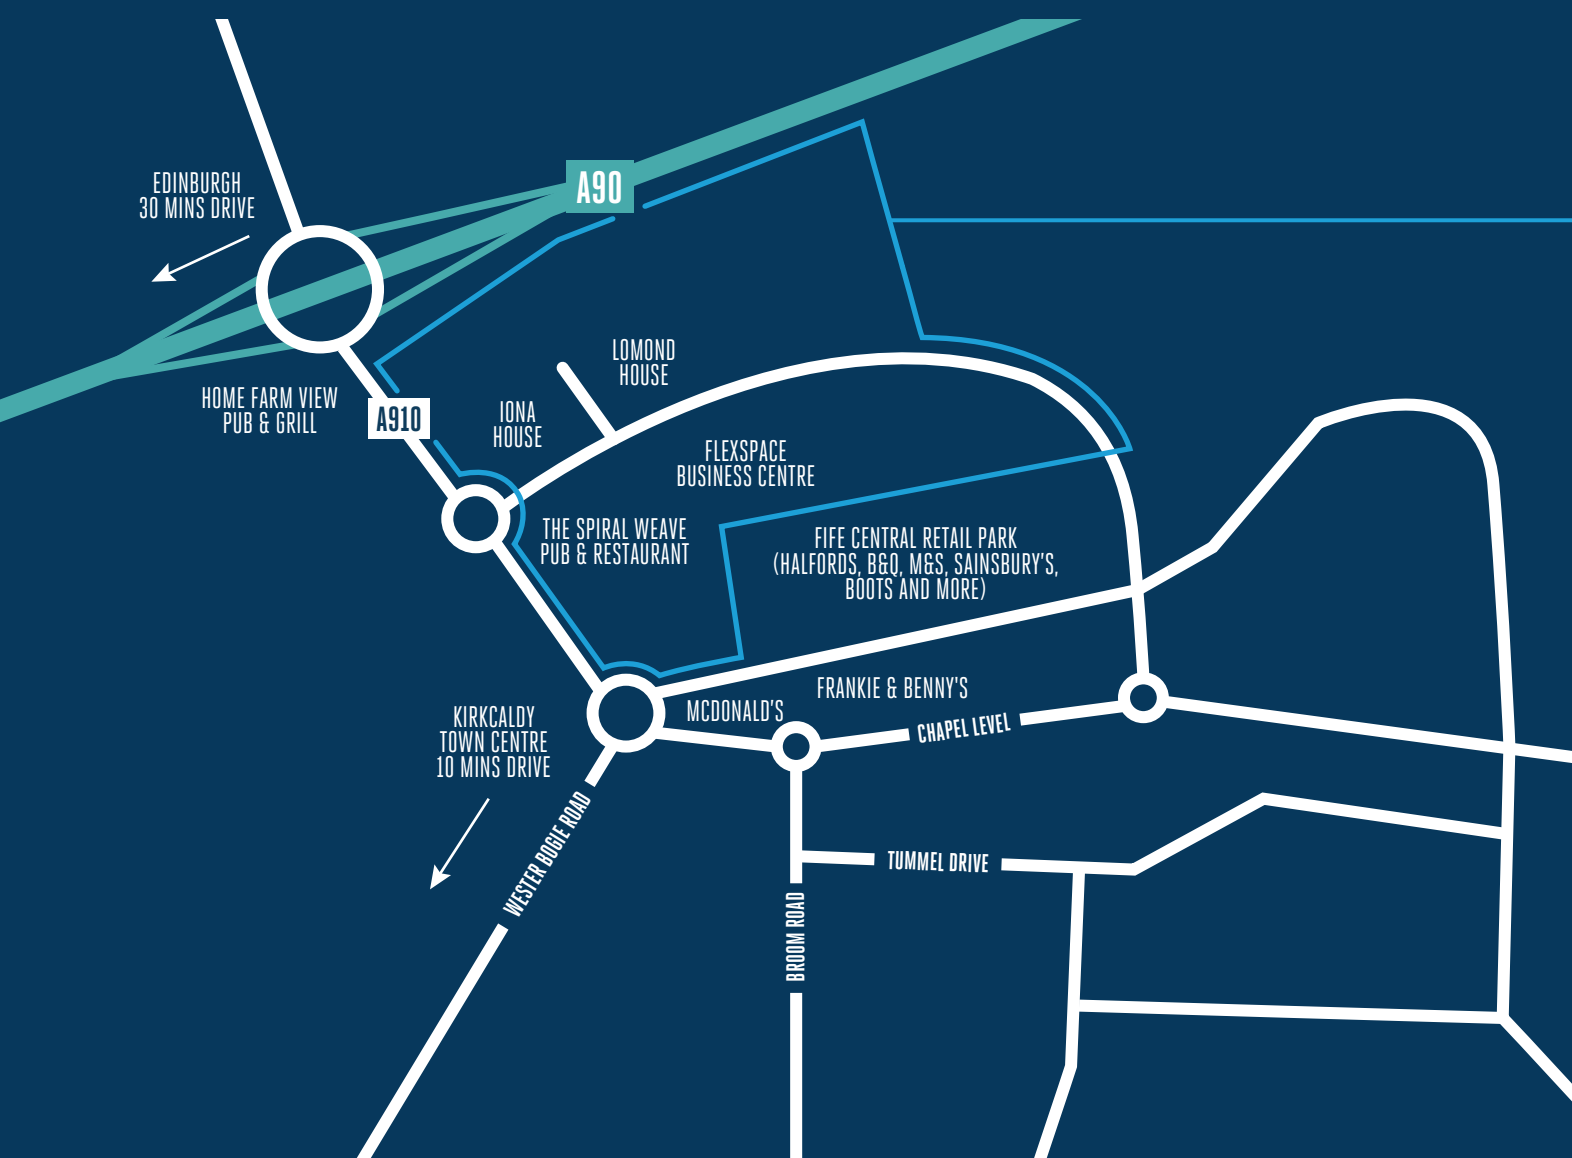 A90
EDINBURGH
30 MINS DRIVE
LOMOND
HOUSE
HOME FARM VIEW
PUB & GRILL
A910
IONA
HOUSE
FLEXSPACE
BUSINESS CENTRE
THE SPIRAL WEAVE
PUB & RESTAURANT
FIFE CENTRAL RETAIL PARK
(HALFORDS, B&Q, M&S, SAINSBURY'S,
BOOTS AND MORE)
FRANKIE & BENNY'S
MCDONALD'S
CHAPEL LEVEL
KIRKCALDY
TOWN CENTRE
10 MINS DRIVE
WESTER BOGIE ROAD
TUMMEL DRIVE
BROOM ROAD